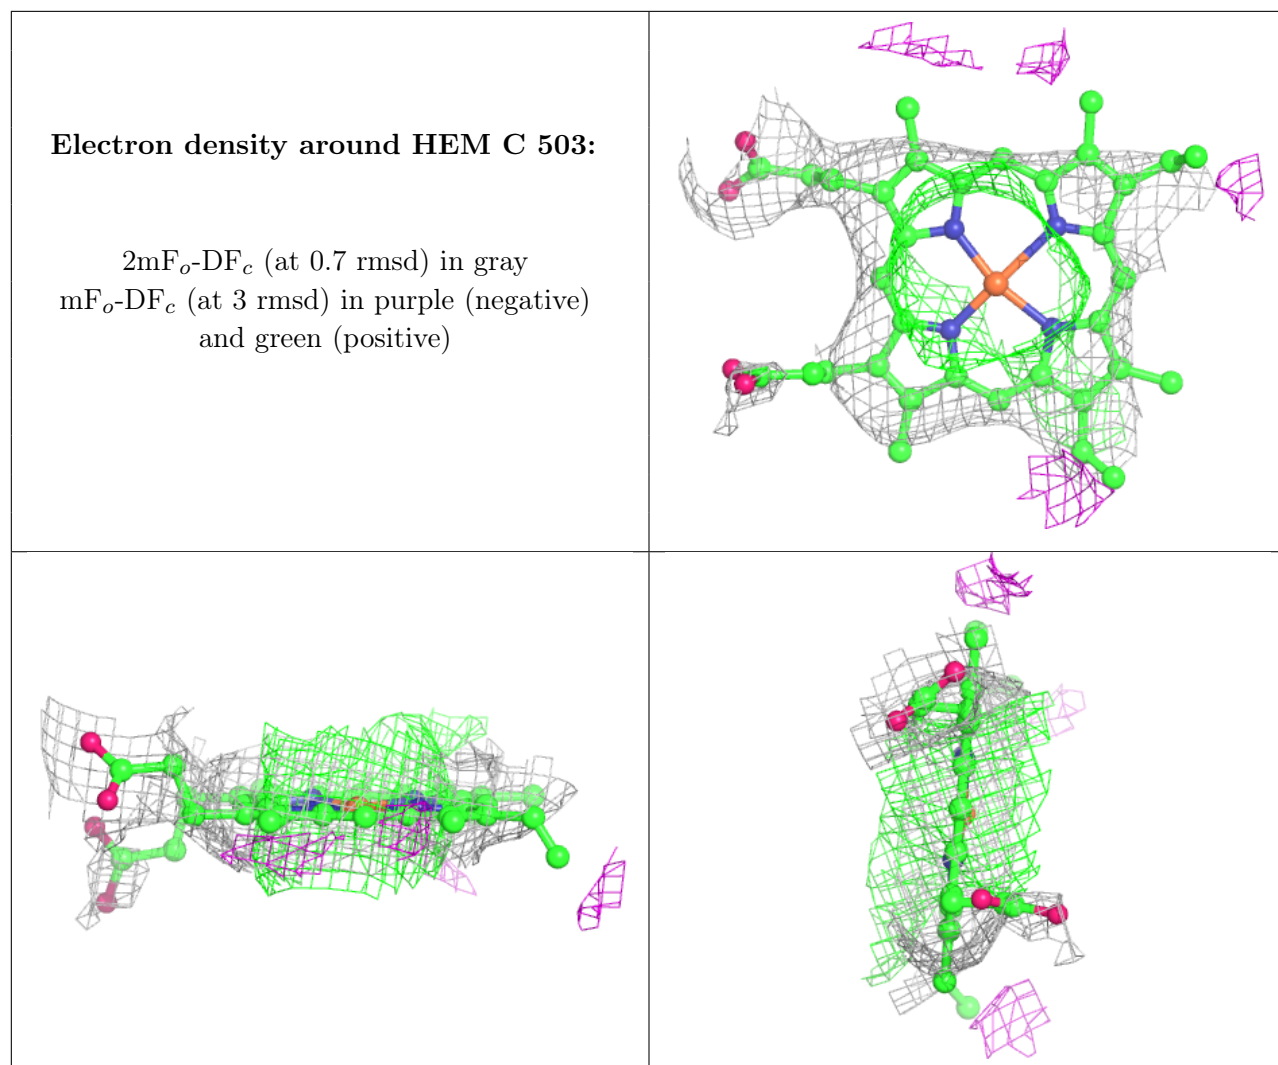 Electron density around HEM C 503:
2mFo-DFc (at 0.7 rmsd) in gray
mFo-DFc (at 3 rmsd) in purple (negative)
and green (positive)